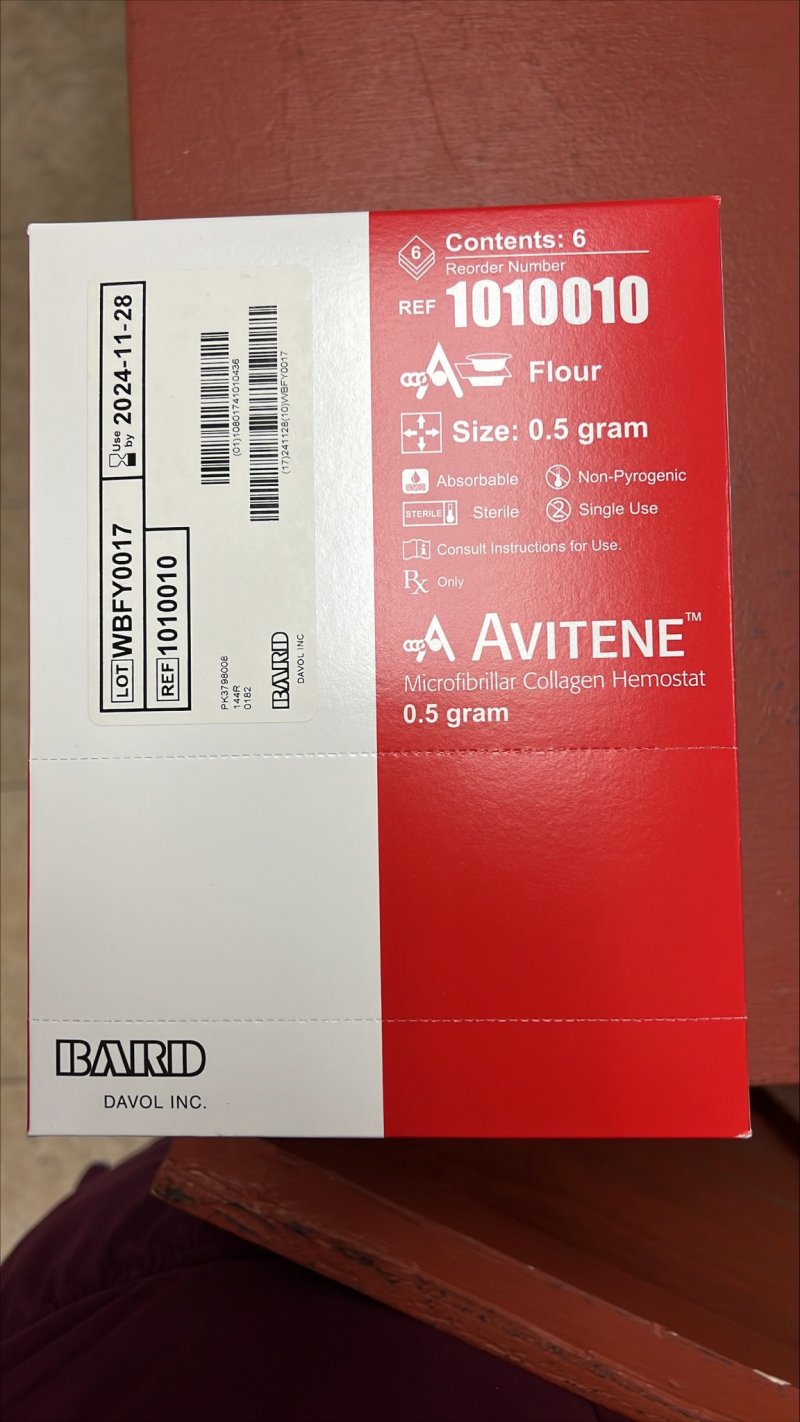 6
Contents: 6
Reorder Number
REF 1010010
Flour
Size: 0.5 gram
Absorbable
Non-Pyrogenic
STERILE
Sterile
2
Single Use
i
Consult Instructions for Use.
Rx Only
A AVITENE™
Microfibrillar Collagen Hemostat
0.5 gram
LOT WBFY0017
Use by 2024-11-28
REF 1010010
(01)10801741010436
(17)241128(10)WBFY0017
PK3798008
144R
0182
BARD
DAVOL INC
BARD
DAVOL INC.